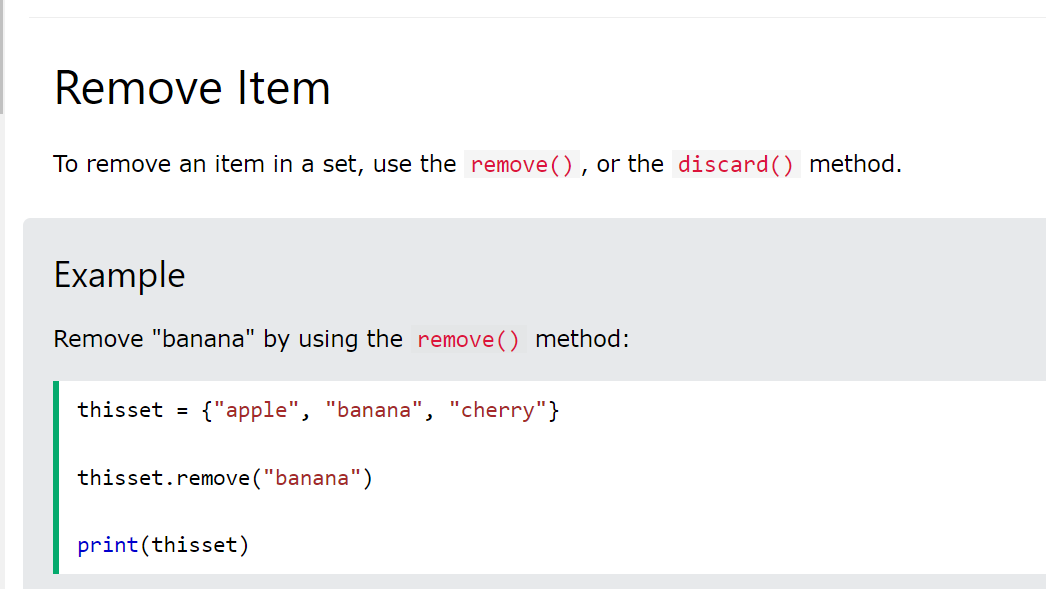 Remove Item
To remove an item in a set, use the remove(), or the discard() method.
Example
Remove "banana" by using the remove() method:
thisset = {"apple", "banana", "cherry"}
thisset.remove("banana")
print(thisset)